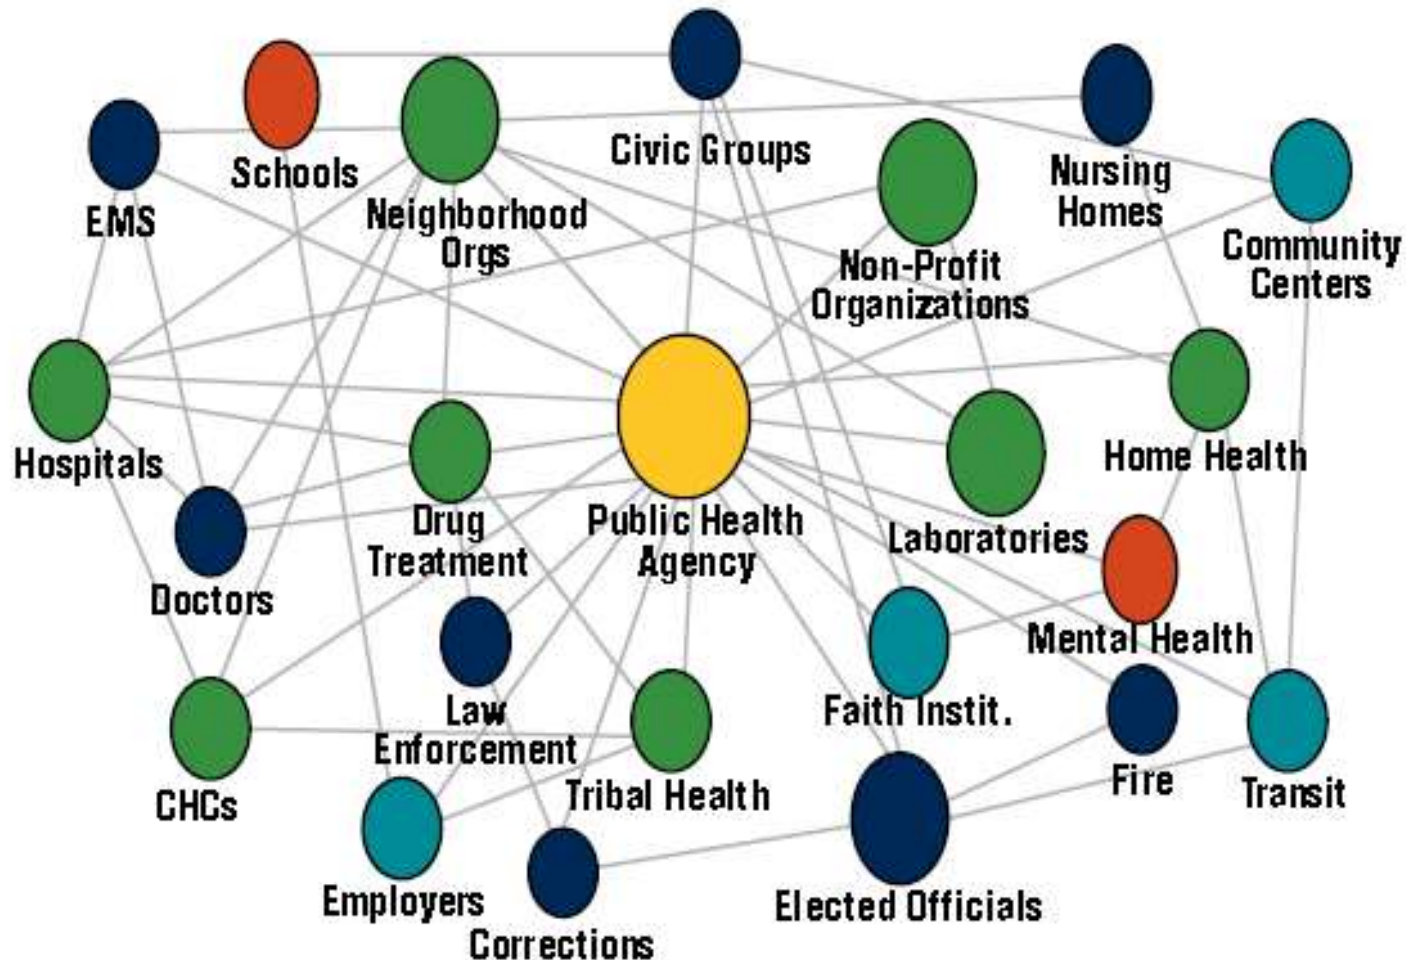 Civic Groups
Schools
Nursing
Homes
EMS
Neighborhood
Orgs
Community
Centers
Non-Profit
Organizations
Hospitals
Home Health
Drug
Treatment
Public Health
Agency
Laboratories
Doctors
Mental Health
Law
Enforcement
Faith Instit.
CHCs
Tribal Health
Fire
Transit
Employers
Elected Officials
Corrections